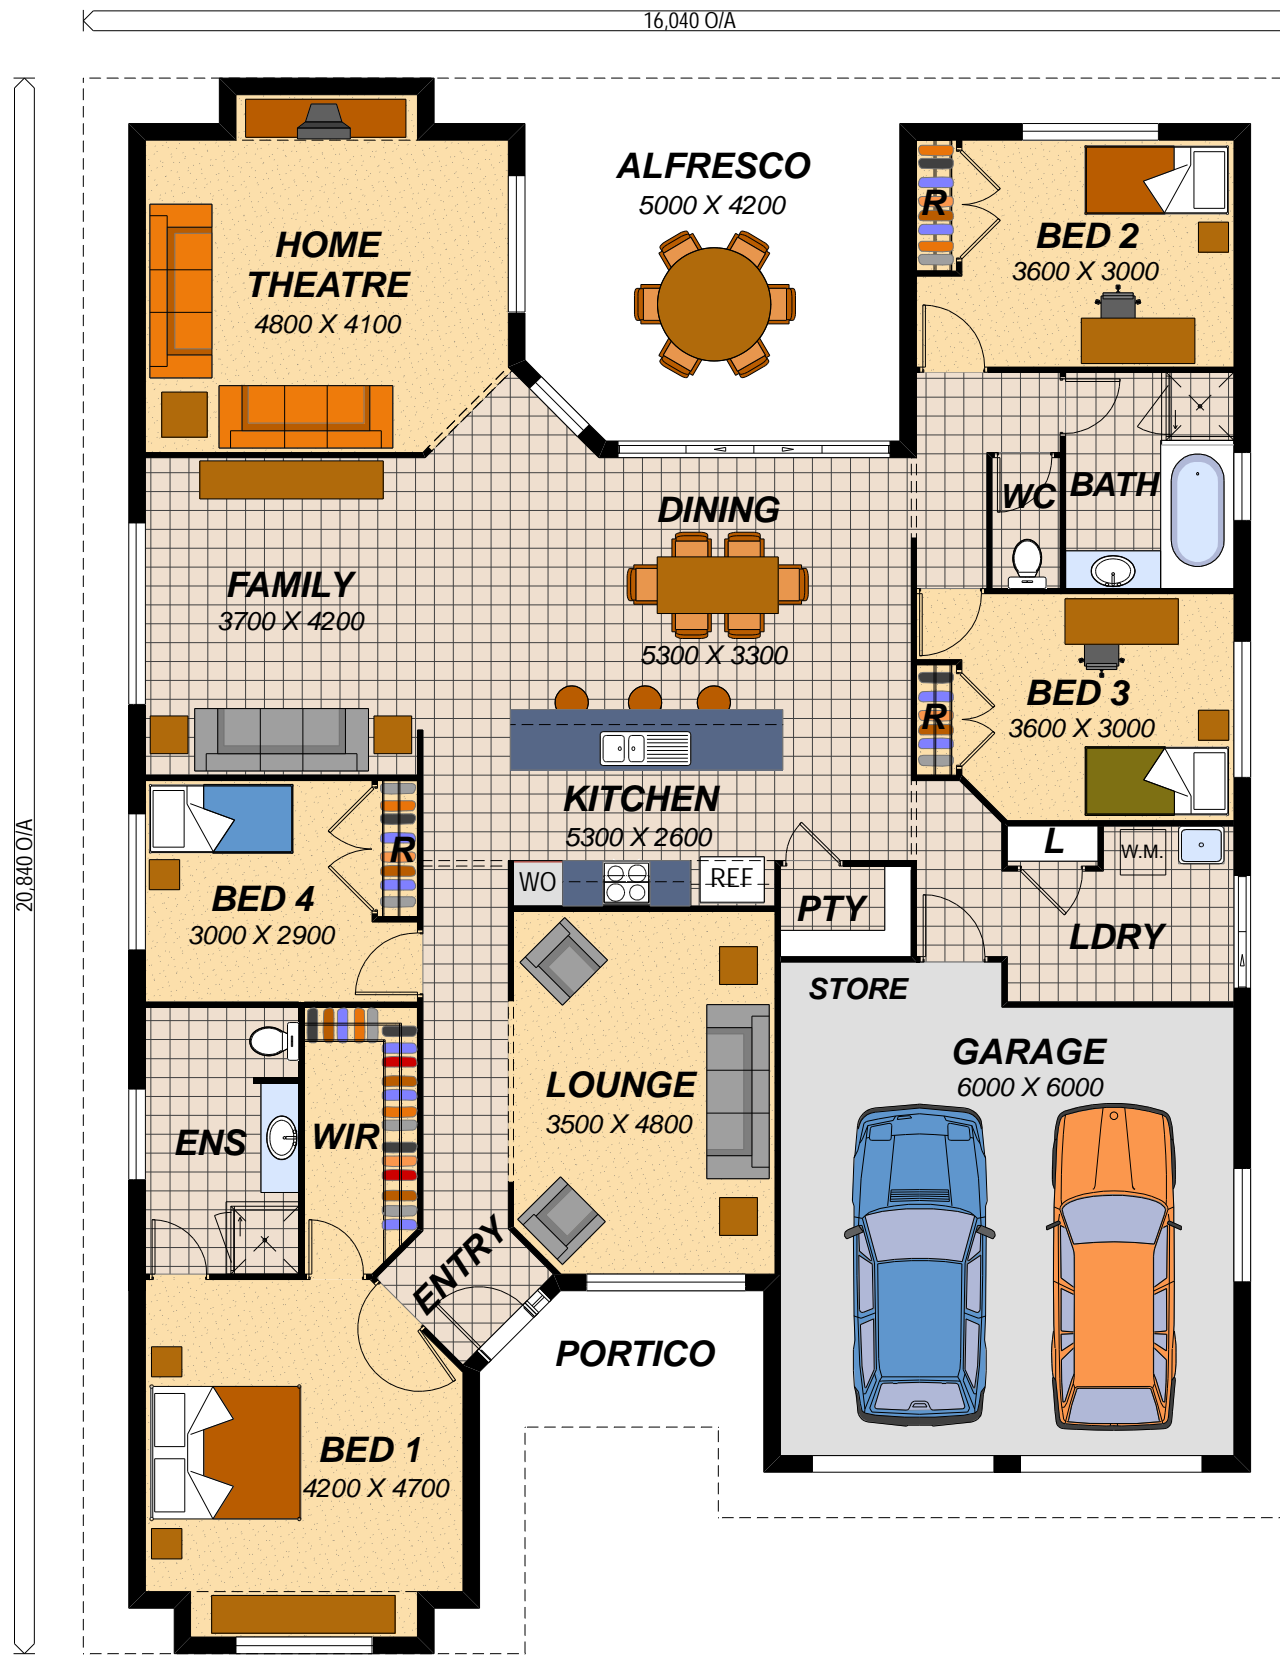 16,040 O/A
20,840 O/A
ALFRESCO
5000 X 4200
R
BED 2
3600 X 3000
HOME
THEATRE
4800 X 4100
WC
BATH
DINING
5300 X 3300
FAMILY
3700 X 4200
R
BED 3
3600 X 3000
KITCHEN
5300 X 2600
R
BED 4
3000 X 2900
WO
REF
PTY
L
W.M.
LDRY
STORE
GARAGE
6000 X 6000
LOUNGE
3500 X 4800
ENS
WIR
ENTRY
PORTICO
BED 1
4200 X 4700